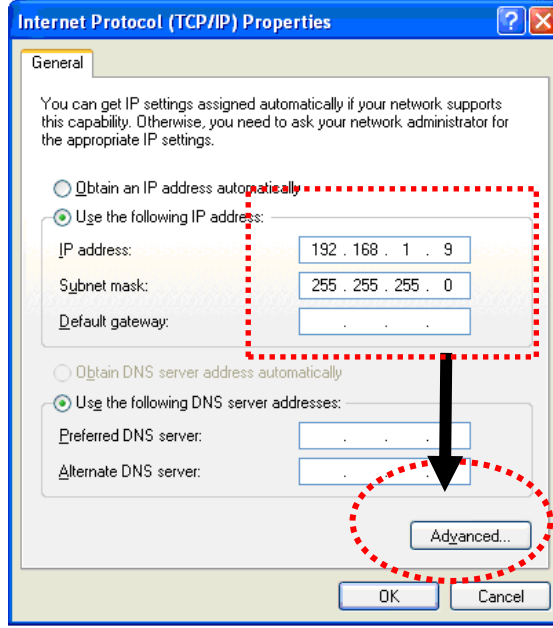 Internet Protocol (TCP/IP) Properties
General
You can get IP settings assigned automatically if your network supports
this capability. Otherwise, you need to ask your network administrator for
the appropriate IP settings.
Obtain an IP address automatically
Use the following IP address:
IP address: 192 . 168 . 1 . 9
Subnet mask: 255 . 255 . 255 . 0
Default gateway: . . .
Obtain DNS server address automatically
Use the following DNS server addresses:
Preferred DNS server: . . .
Alternate DNS server: . . .
Advanced...
OK Cancel